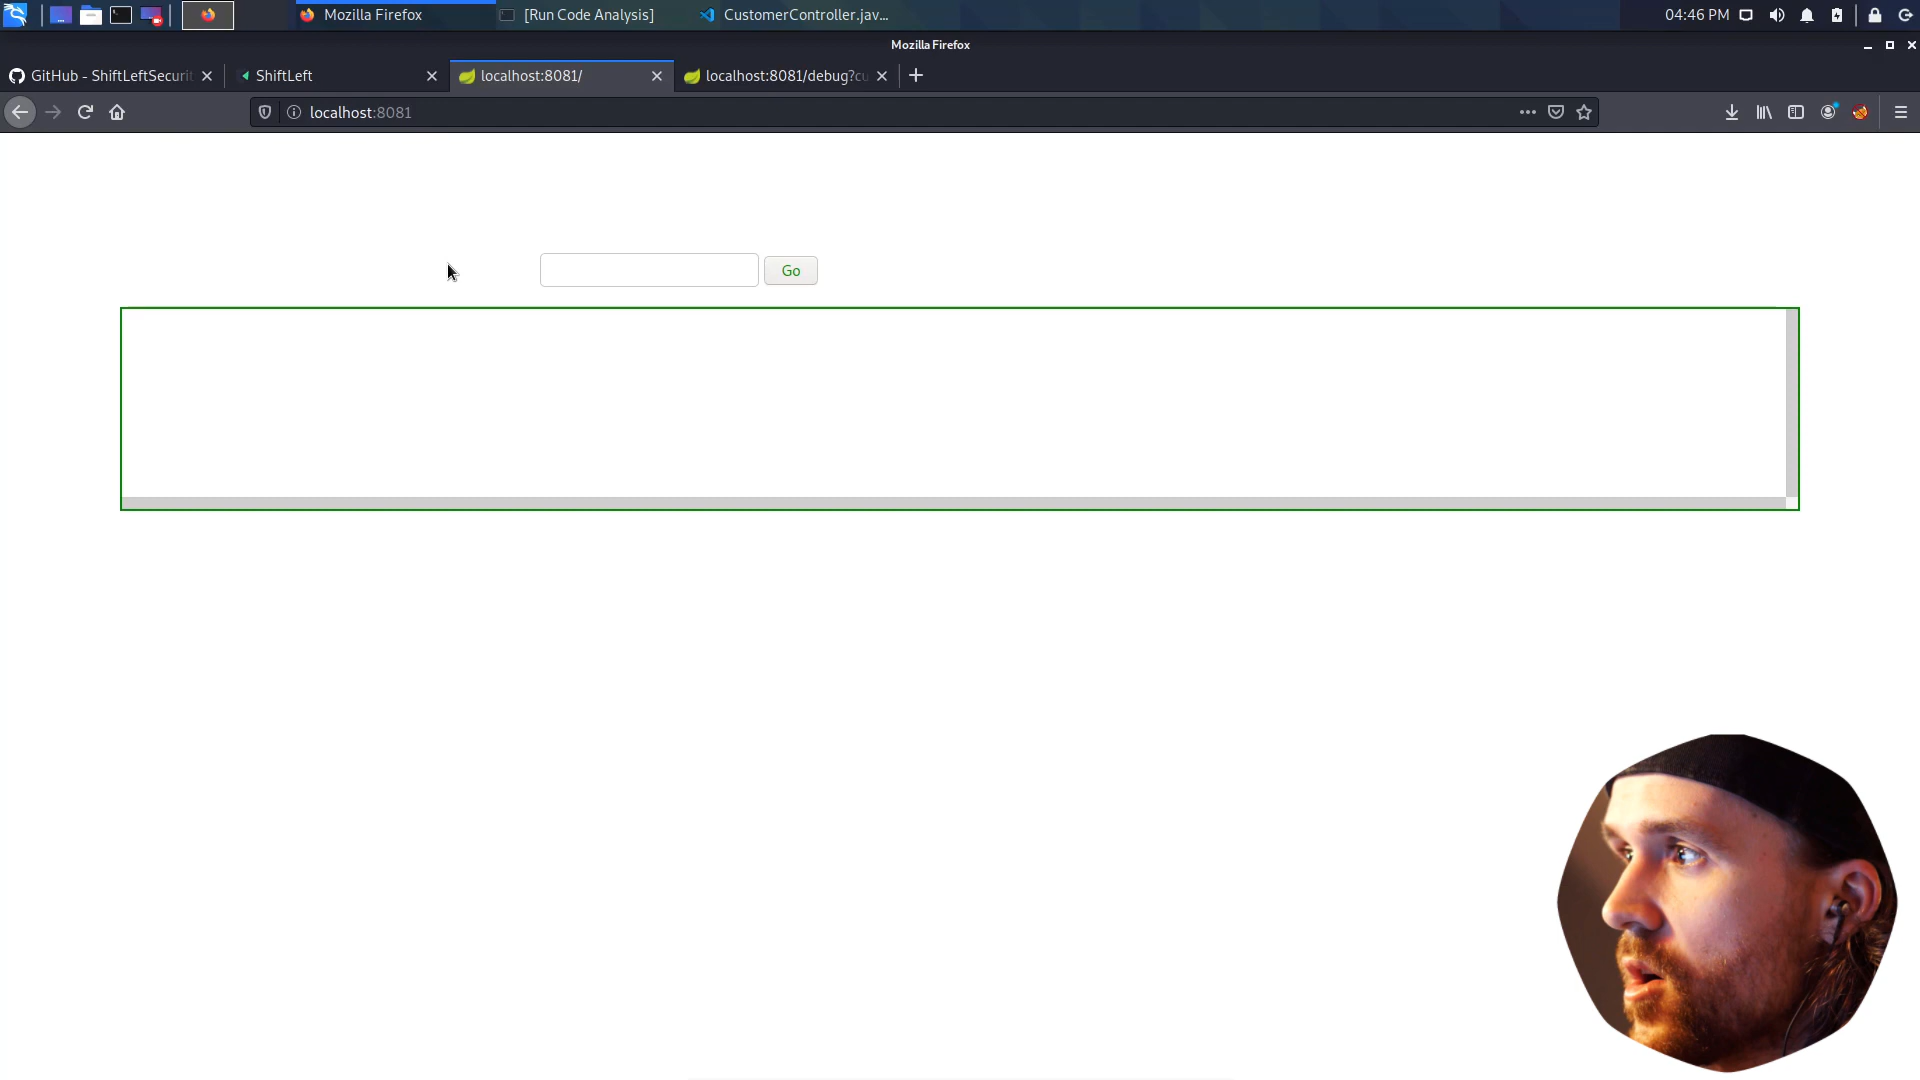 Mozilla Firefox
[Run Code Analysis]
CustomerController.jav...
04:46 PM
Mozilla Firefox
GitHub - ShiftLeftSecurit
ShiftLeft
localhost:8081/
localhost:8081/debug?cu
localhost:8081
Go